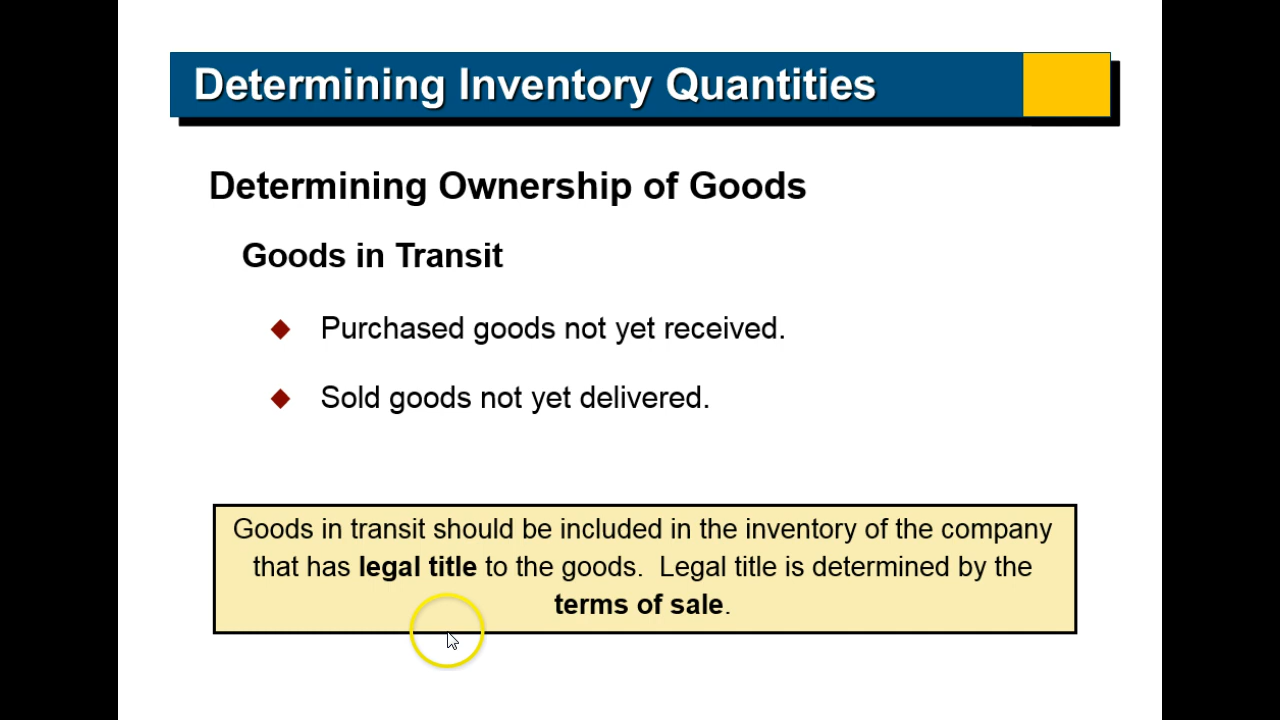 Determining Inventory Quantities
Determining Ownership of Goods
Goods in Transit
Purchased goods not yet received.
Sold goods not yet delivered.
Goods in transit should be included in the inventory of the company
that has legal title to the goods.  Legal title is determined by the
terms of sale.